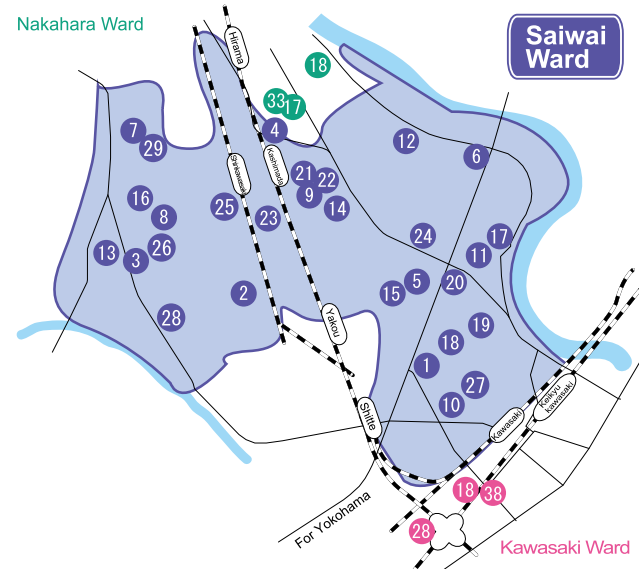 Nakahara Ward
Saiwai
Ward
Hirama
18
33
17
4
7
29
12
6
Shinkawasaki
Kashimada
21
22
9
14
16
8
25
23
24
17
11
13
3
26
2
15
5
20
28
Yakou
19
18
1
27
10
Shitte
Kawasaki
Keikyu
kawasaki
18
38
28
For Yokohama
Kawasaki Ward